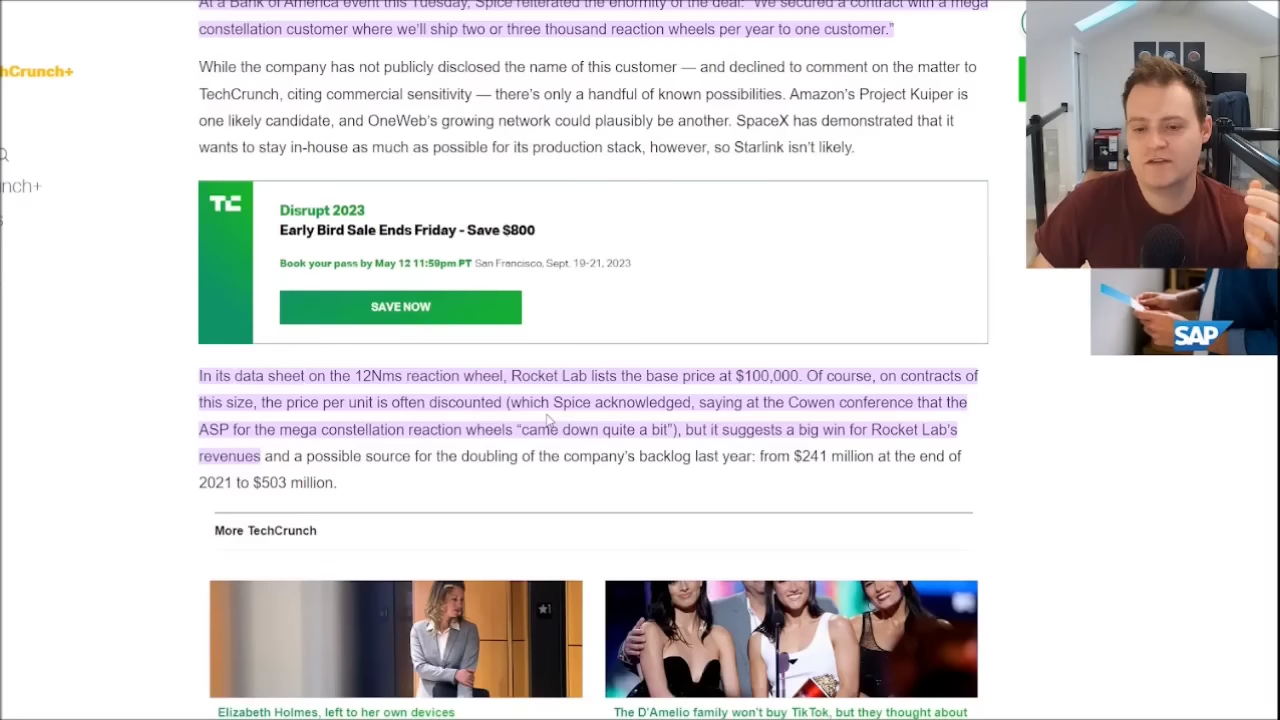 At a Bank of America event this Tuesday, Spice reiterated the enormity of the deal: "We secured a contract with a mega
constellation customer where we'll ship two or three thousand reaction wheels per year to one customer."
hCrunch+
While the company has not publicly disclosed the name of this customer — and declined to comment on the matter to
TechCrunch, citing commercial sensitivity — there's only a handful of known possibilities. Amazon's Project Kuiper is
one likely candidate, and OneWeb's growing network could plausibly be another. SpaceX has demonstrated that it
wants to stay in-house as much as possible for its production stack, however, so Starlink isn't likely.
nch+
s
TC
Disrupt 2023
Early Bird Sale Ends Friday - Save $800
Book your pass by May 12 11:59pm PT San Francisco, Sept. 19-21, 2023
SAVE NOW
SAP
In its data sheet on the 12Nms reaction wheel, Rocket Lab lists the base price at $100,000. Of course, on contracts of
this size, the price per unit is often discounted (which Spice acknowledged, saying at the Cowen conference that the
ASP for the mega constellation reaction wheels "came down quite a bit"), but it suggests a big win for Rocket Lab's
revenues and a possible source for the doubling of the company's backlog last year: from $241 million at the end of
2021 to $503 million.
More TechCrunch
Elizabeth Holmes, left to her own devices
The D'Amelio family won't buy TikTok, but they thought about